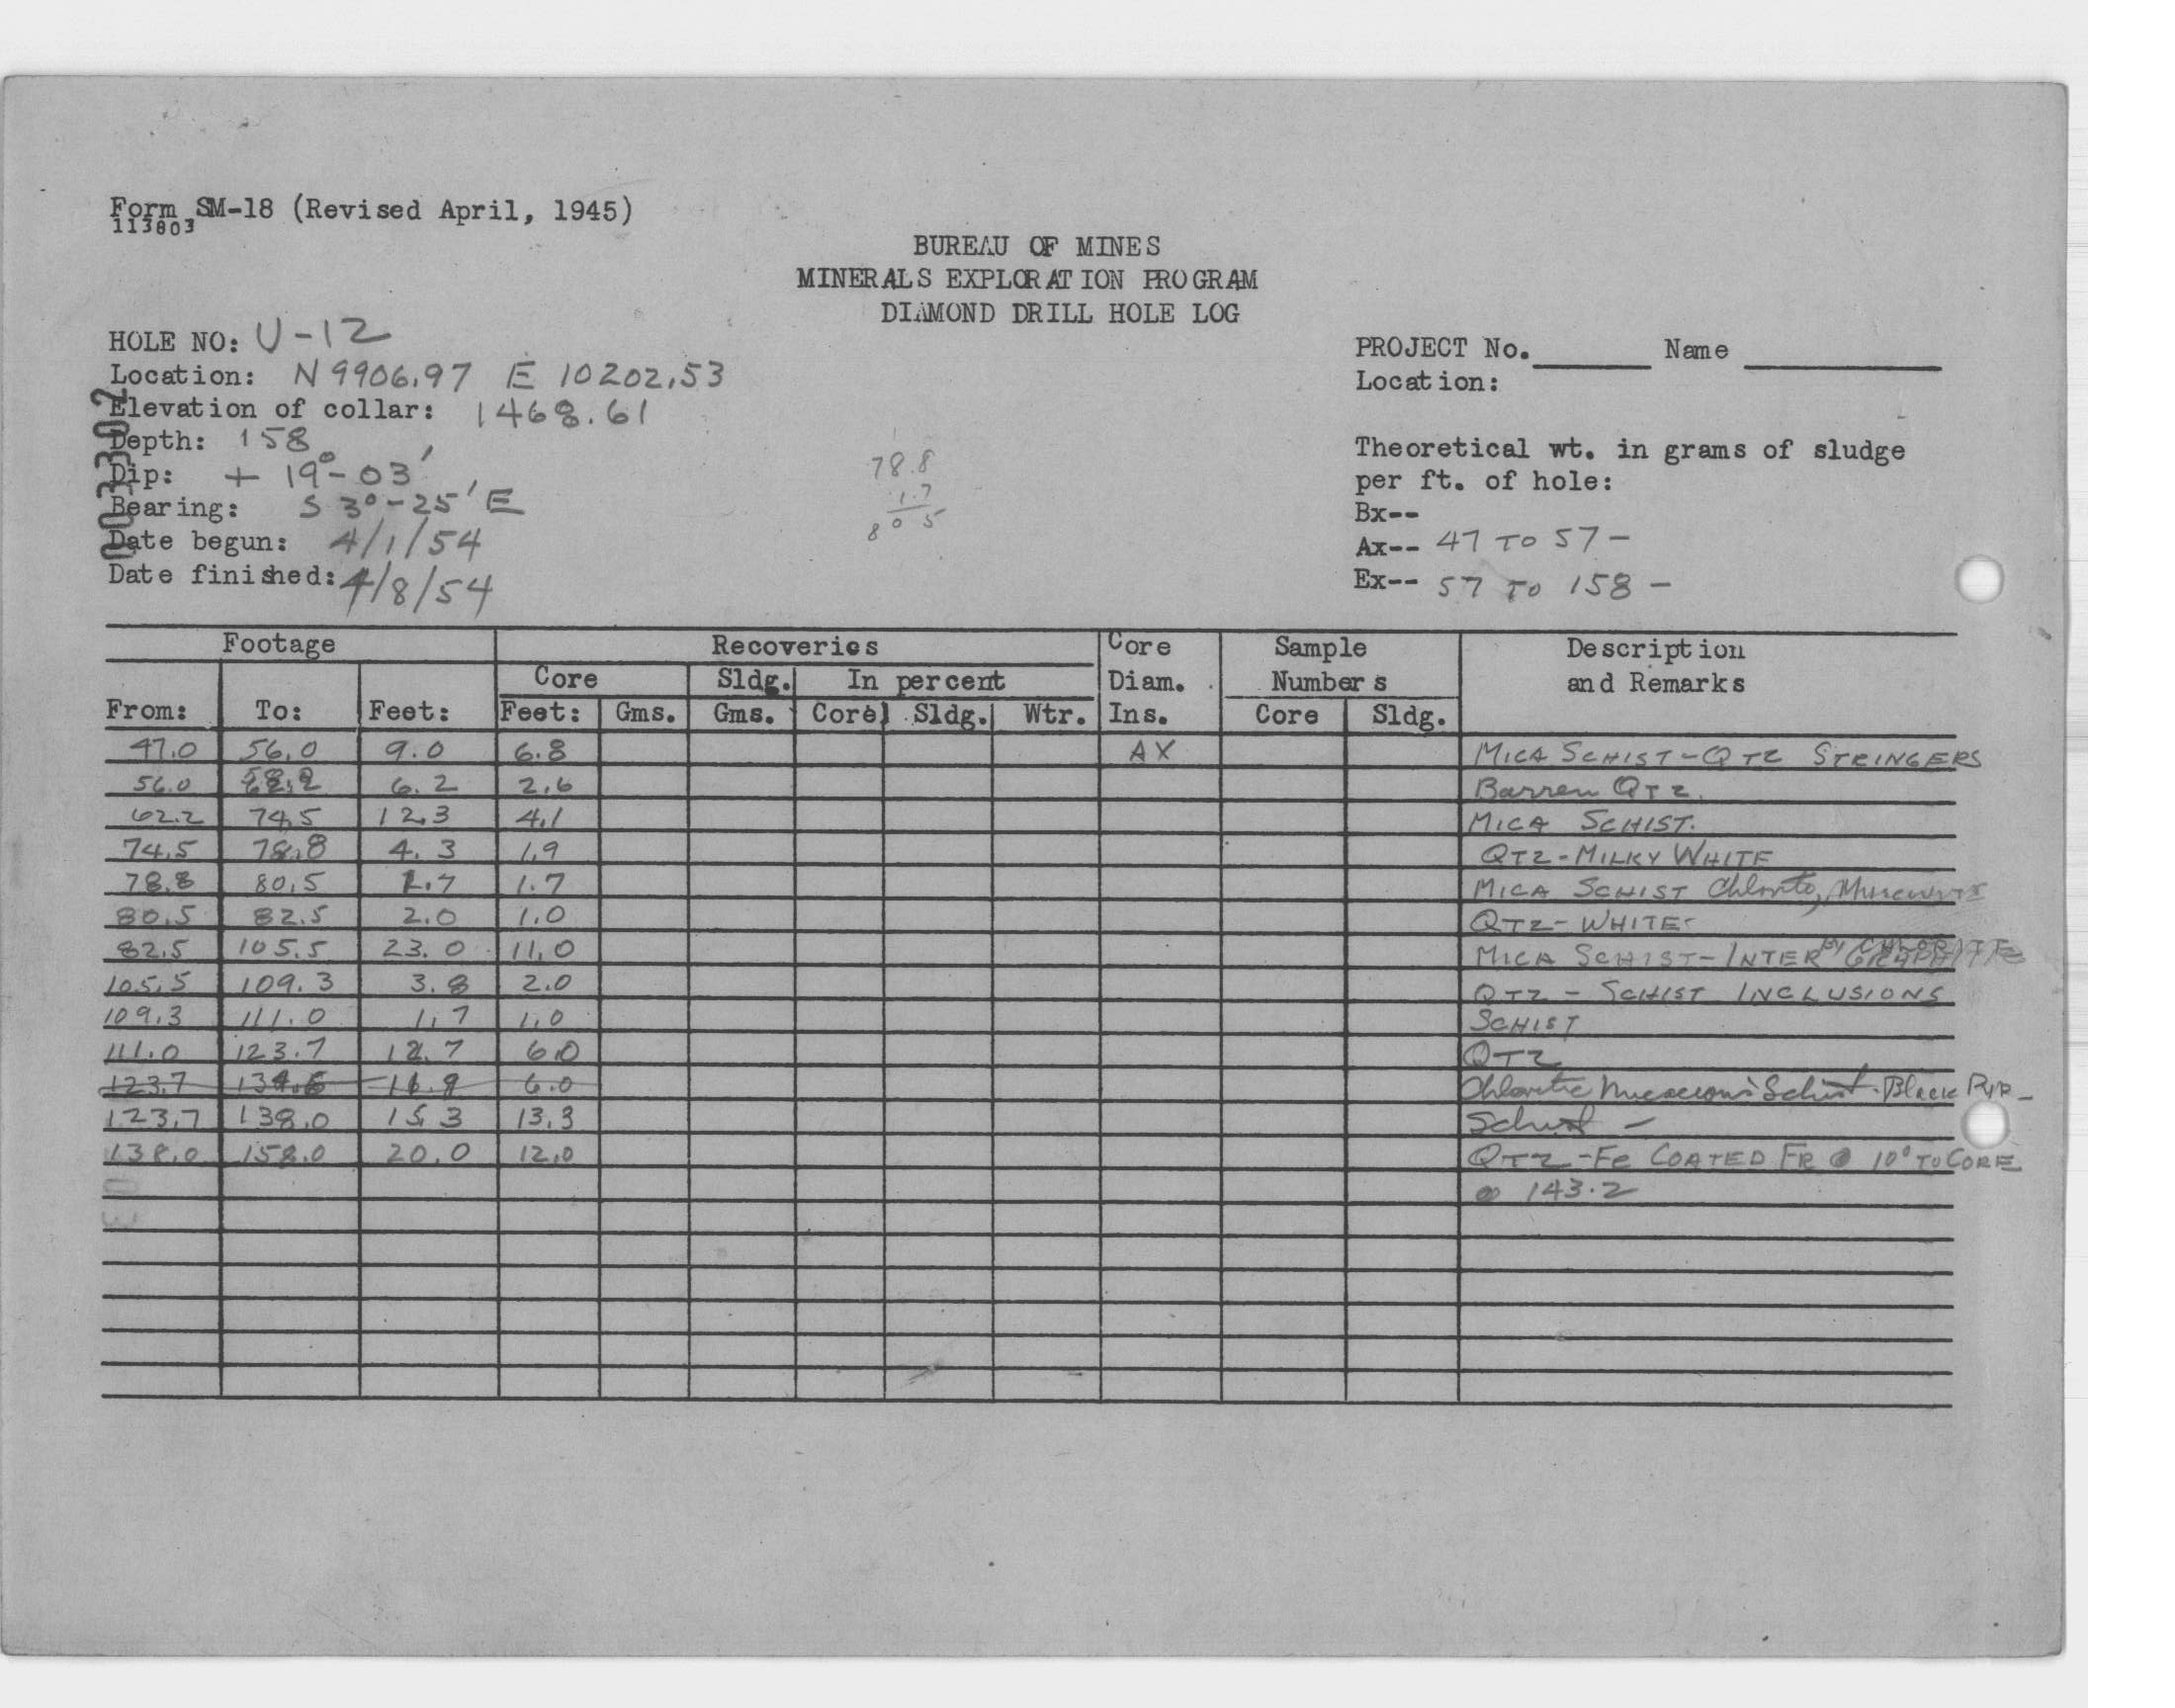 Form SM-18 (Revised April, 1945)
113803
BUREAU OF MINES
MINERALS EXPLORATION PROGRAM
DIAMOND DRILL HOLE LOG
HOLE NO: U-12
Location: N 9906.97 E 10202.53
Elevation of collar: 1468.61
Depth: 158
Dip: + 19°-03'
Bearing: S 3°-25' E
Date begun: 4/1/54
Date finished: 4/8/54
78.8
1.7
80 5
PROJECT No. Name
Location:
Theoretical wt. in grams of sludge
per ft. of hole:
Bx--
Ax-- 47 TO 57 -
Ex-- 57 TO 158 -
Footage Recoveries Core Sample Description
Core Sldg. In percent Diam. Numbers and Remarks
From: To: Feet: Feet: Gms. Gms. Core Sldg. Wtr. Ins. Core Sldg.
47.0 56.0 9.0 6.8 AX MICA SCHIST-QTZ STRINGERS
56.0 6.2 2.6 Barren QTZ.
62.2 74.5 12.3 4.1 MICA SCHIST.
74.5 78.8 4.3 1.9 QTZ-MILKY WHITE
78.8 80.5 1.7 1.7 MICA SCHIST Chlorite,
80.5 82.5 2.0 1.0 QTZ-WHITE-
82.5 105.5 23.0 11.0 MICA SCHIST-INTER
105.5 109.3 3.8 2.0 QTZ - SCHIST INCLUSIONS
109.3 111.0 1.7 1.0 SCHIST
111.0 123.7 12.7 6.0 QTZ
123.7 6.0 Chloritic Schist. Black Pyr-
123.7 138.0 15.3 13.3 Schist -
138.0 158.0 20.0 12.0 QTZ-Fe COATED FR @ 10° TO CORE
@ 143.2